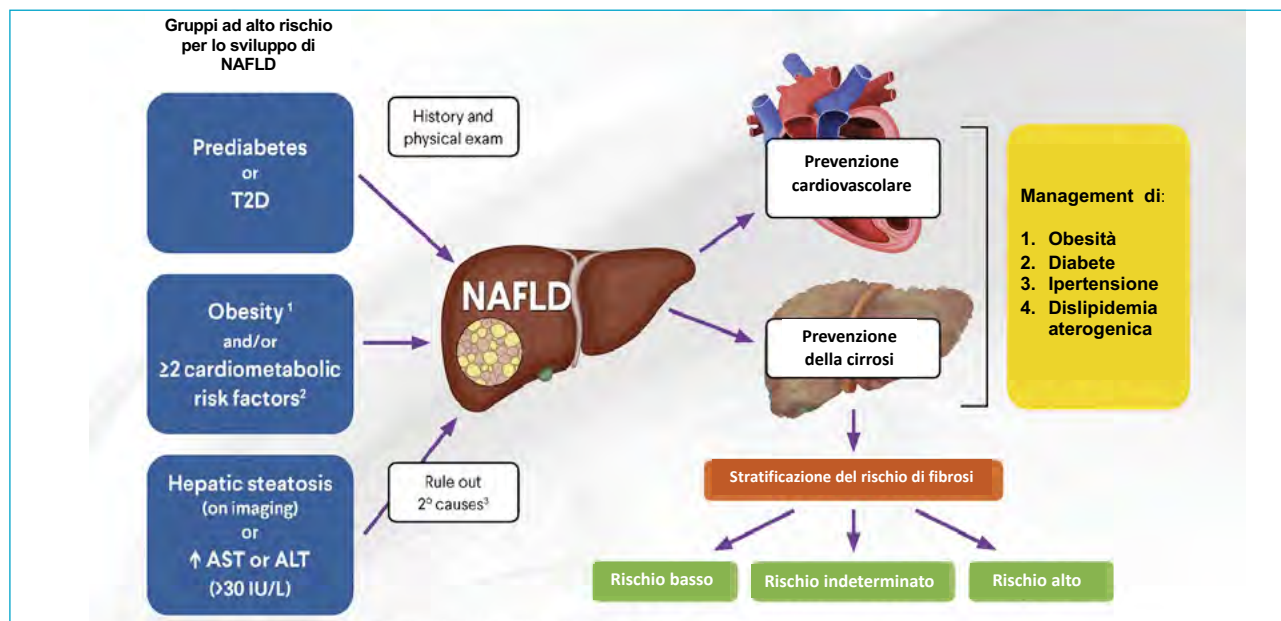 Gruppi ad alto rischio
per lo sviluppo di
NAFLD
Prediabetes
or
T2D
Obesity ¹
and/or
≥2 cardiometabolic
risk factors²
Hepatic steatosis
(on imaging)
or
↑ AST or ALT
(>30 IU/L)
History and
physical exam
Rule out
2º causes³
NAFLD
Prevenzione
cardiovascolare
Prevenzione
della cirrosi
Management di:
1. Obesità
2. Diabete
3. Ipertensione
4. Dislipidemia
aterogenica
Stratificazione del rischio di fibrosi
Rischio basso
Rischio indeterminato
Rischio alto